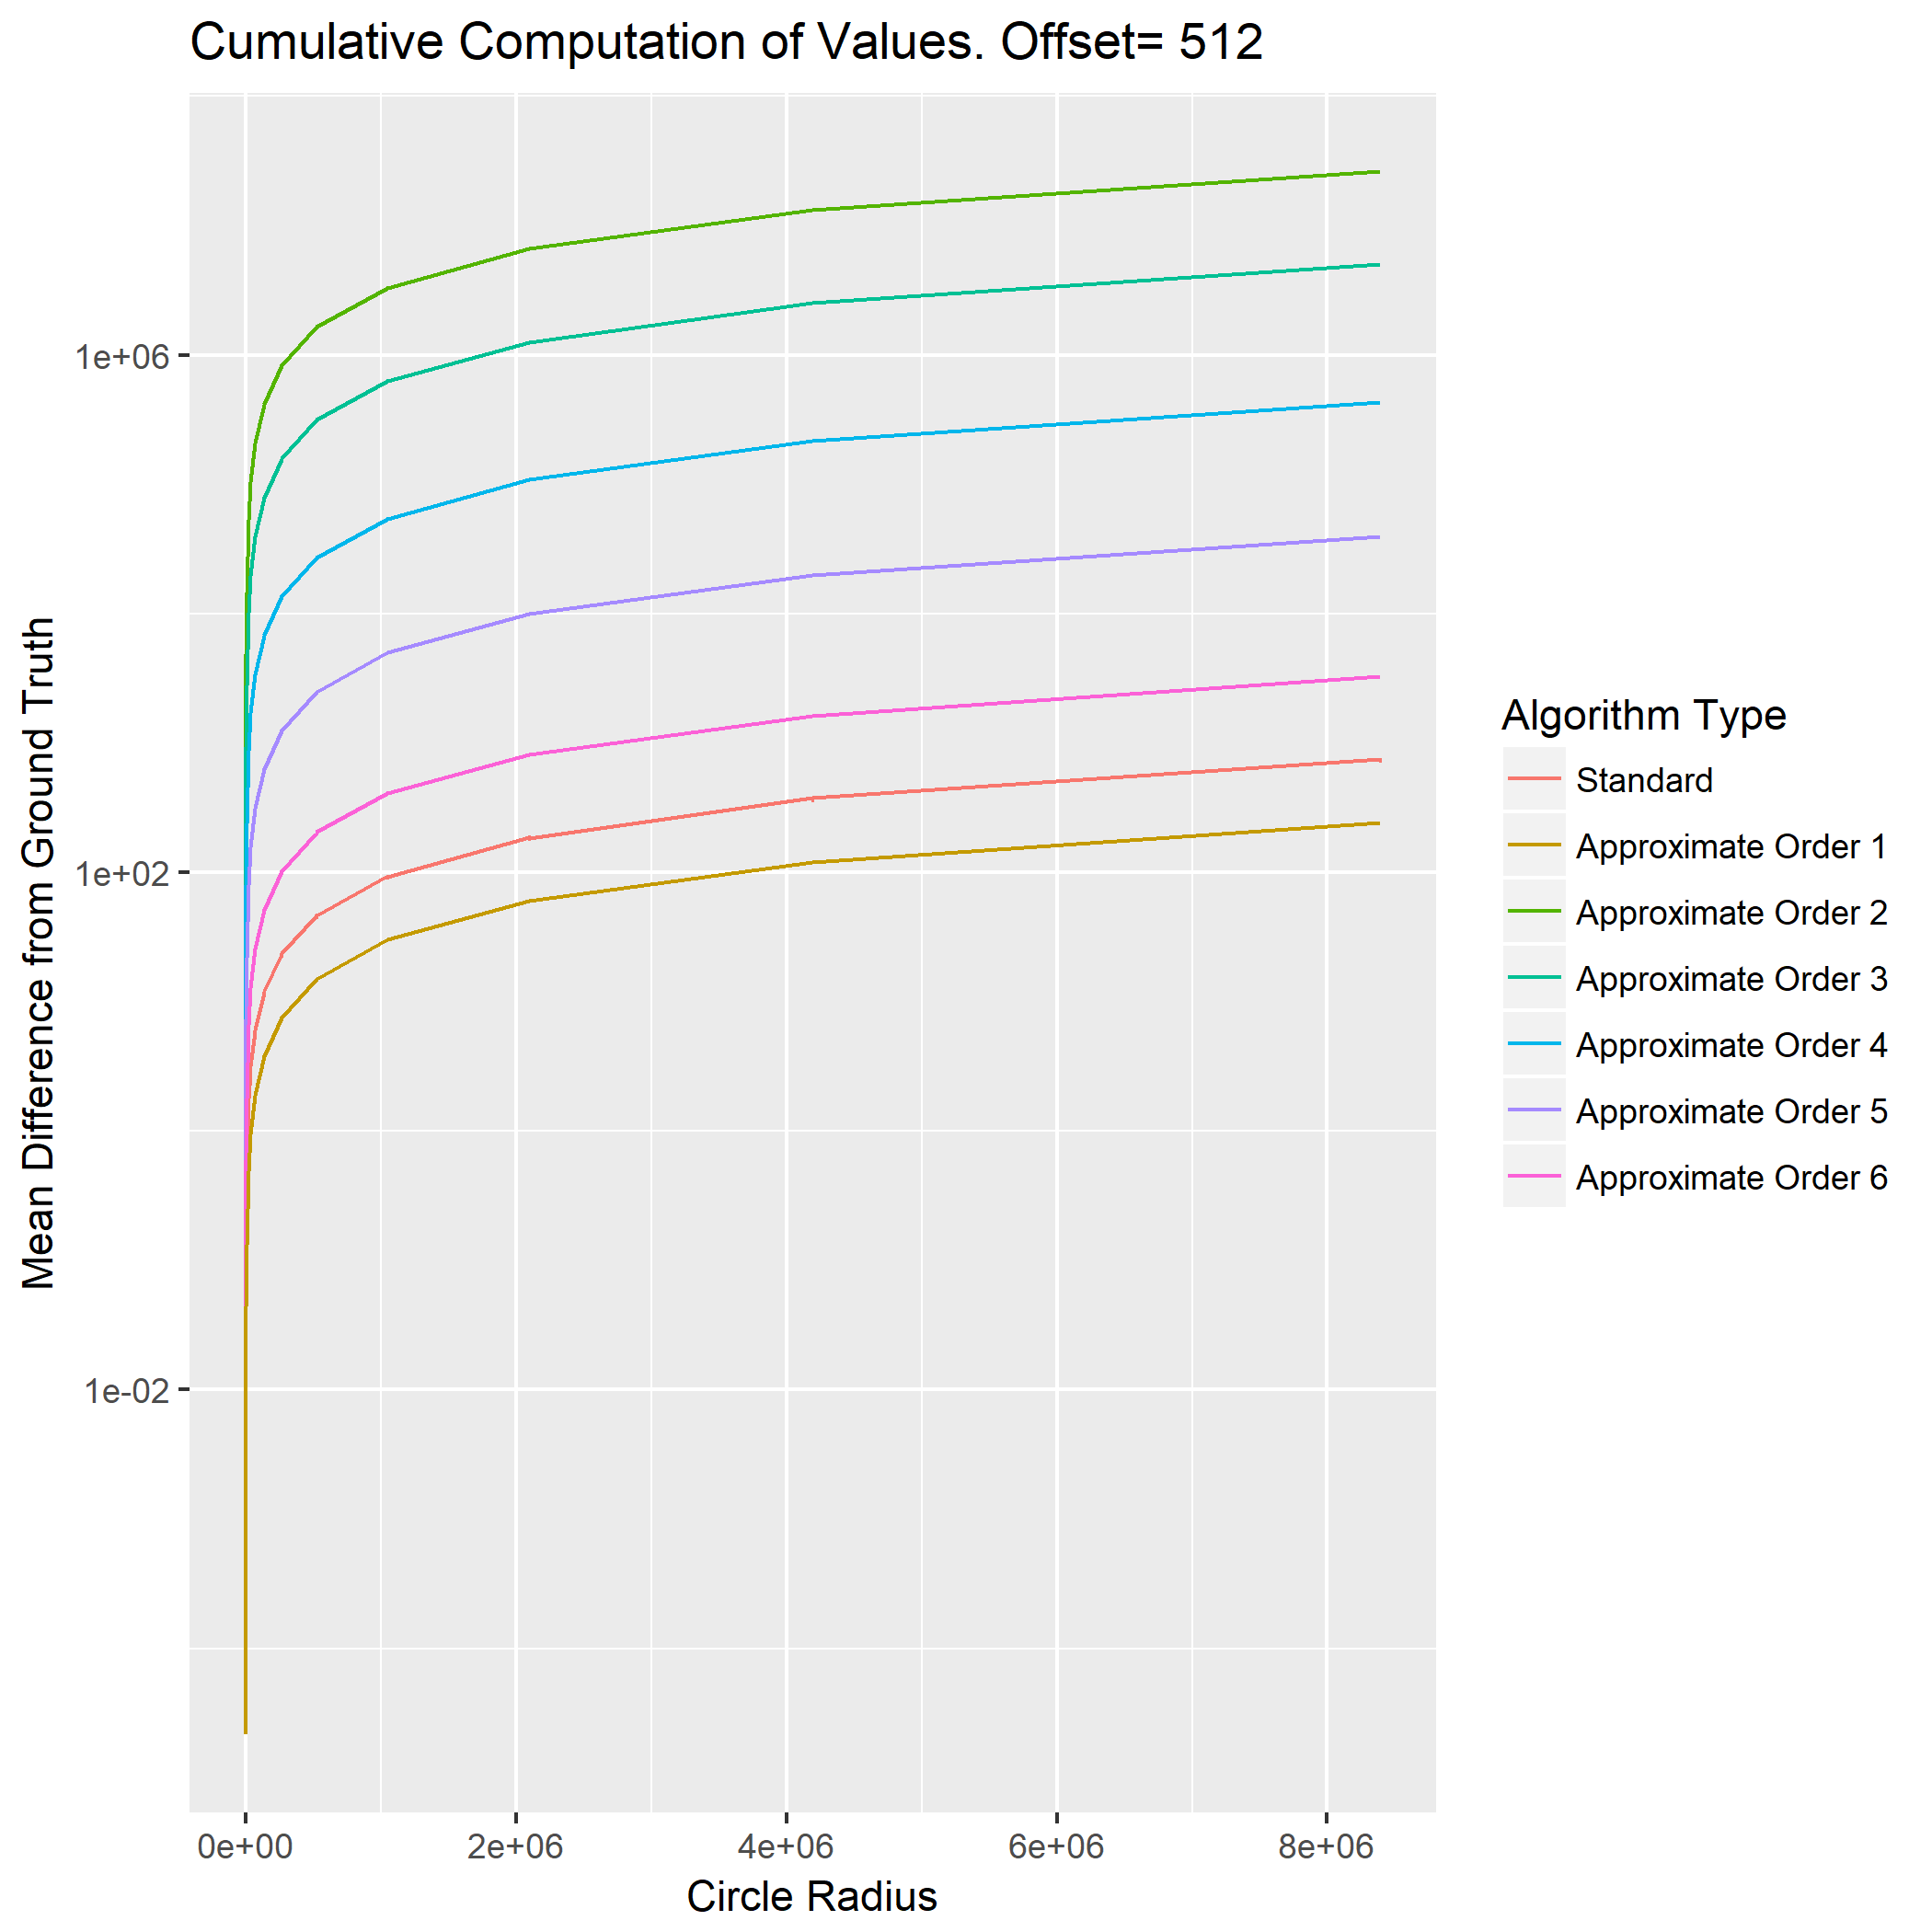 Cumulative Computation of Values. Offset= 512
Mean Difference from Ground Truth
1e+06
1e+02
1e-02
0e+00 2e+06 4e+06 6e+06 8e+06
Circle Radius
Algorithm Type
Standard
Approximate Order 1
Approximate Order 2
Approximate Order 3
Approximate Order 4
Approximate Order 5
Approximate Order 6